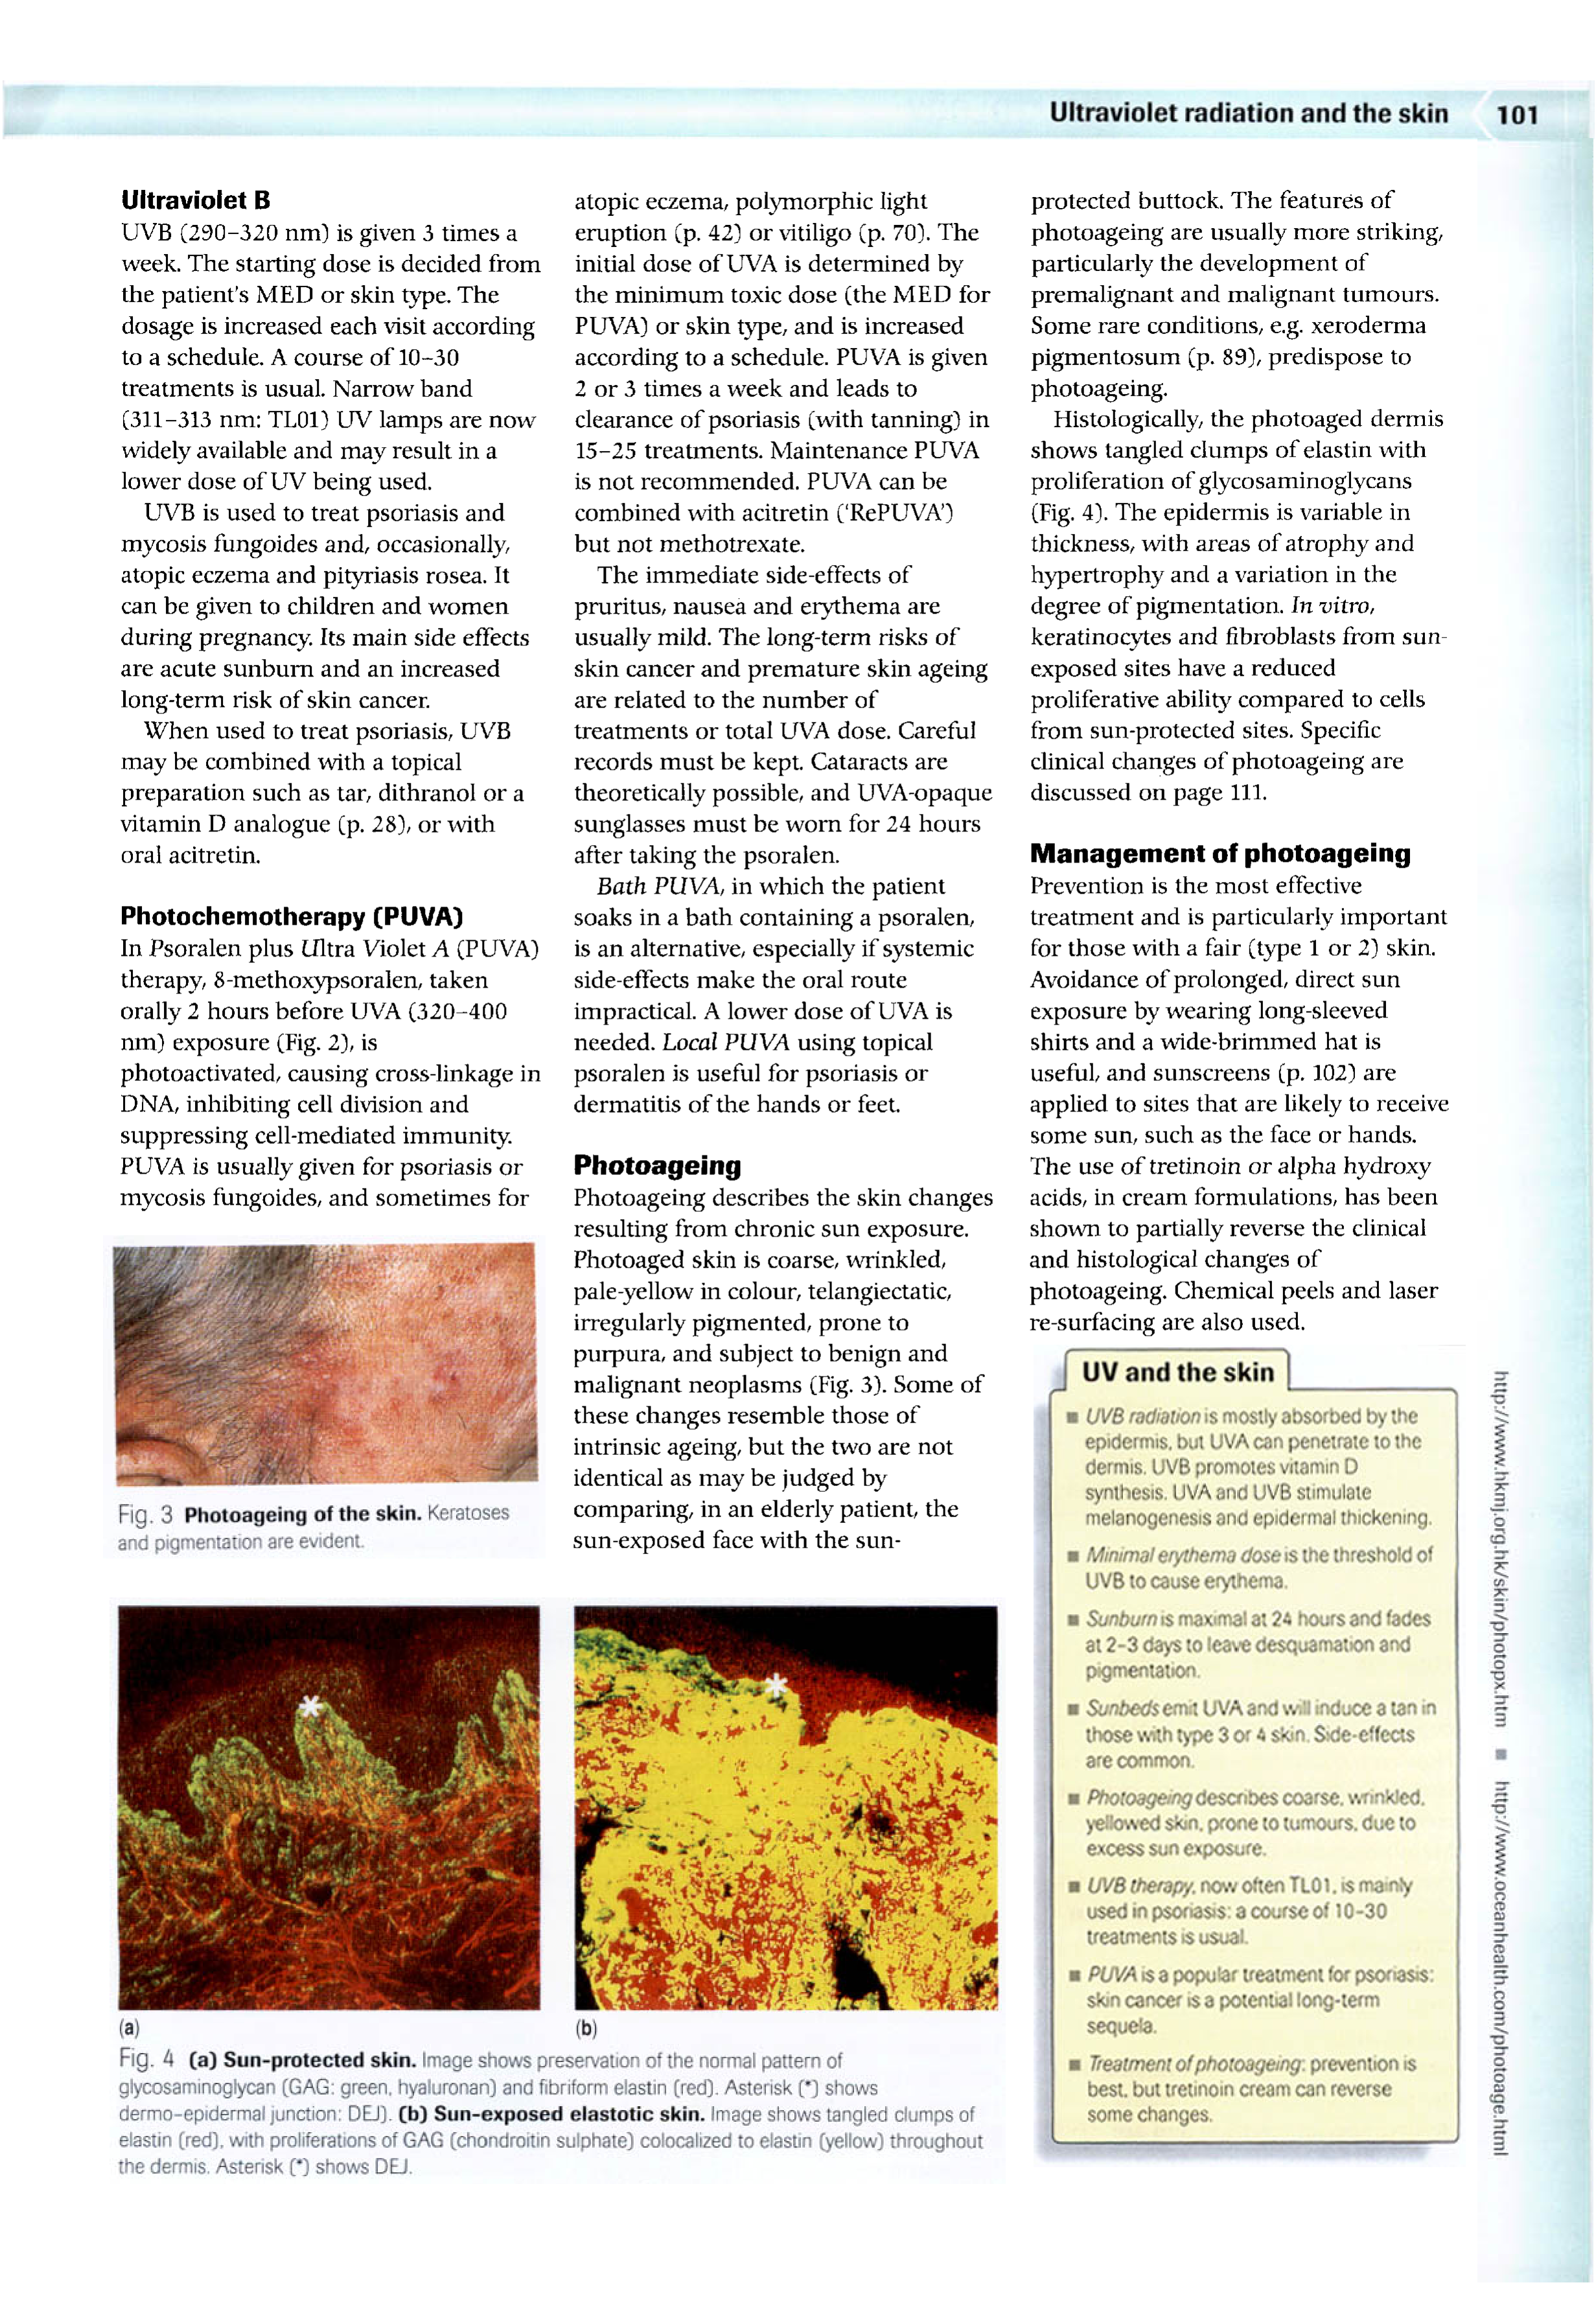 Ultraviolet radiation and the skin 101
Ultraviolet B
UVB (290–320 nm) is given 3 times a
week. The starting dose is decided from
the patient's MED or skin type. The
dosage is increased each visit according
to a schedule. A course of 10–30
treatments is usual. Narrow band
(311–313 nm: TL01) UV lamps are now
widely available and may result in a
lower dose of UV being used.
UVB is used to treat psoriasis and
mycosis fungoides and, occasionally,
atopic eczema and pityriasis rosea. It
can be given to children and women
during pregnancy. Its main side effects
are acute sunburn and an increased
long-term risk of skin cancer.
When used to treat psoriasis, UVB
may be combined with a topical
preparation such as tar, dithranol or a
vitamin D analogue (p. 28), or with
oral acitretin.
Photochemotherapy (PUVA)
In Psoralen plus Ultra Violet A (PUVA)
therapy, 8-methoxypsoralen, taken
orally 2 hours before UVA (320–400
nm) exposure (Fig. 2), is
photoactivated, causing cross-linkage in
DNA, inhibiting cell division and
suppressing cell-mediated immunity.
PUVA is usually given for psoriasis or
mycosis fungoides, and sometimes for
atopic eczema, polymorphic light
eruption (p. 42) or vitiligo (p. 70). The
initial dose of UVA is determined by
the minimum toxic dose (the MED for
PUVA) or skin type, and is increased
according to a schedule. PUVA is given
2 or 3 times a week and leads to
clearance of psoriasis (with tanning) in
15–25 treatments. Maintenance PUVA
is not recommended. PUVA can be
combined with acitretin ('RePUVA')
but not methotrexate.
The immediate side-effects of
pruritus, nausea and erythema are
usually mild. The long-term risks of
skin cancer and premature skin ageing
are related to the number of
treatments or total UVA dose. Careful
records must be kept. Cataracts are
theoretically possible, and UVA-opaque
sunglasses must be worn for 24 hours
after taking the psoralen.
Bath PUVA, in which the patient
soaks in a bath containing a psoralen,
is an alternative, especially if systemic
side-effects make the oral route
impractical. A lower dose of UVA is
needed. Local PUVA using topical
psoralen is useful for psoriasis or
dermatitis of the hands or feet.
Photoageing
Photoageing describes the skin changes
resulting from chronic sun exposure.
Photoaged skin is coarse, wrinkled,
pale-yellow in colour, telangiectatic,
irregularly pigmented, prone to
purpura, and subject to benign and
malignant neoplasms (Fig. 3). Some of
these changes resemble those of
intrinsic ageing, but the two are not
identical as may be judged by
comparing, in an elderly patient, the
sun-exposed face with the sun-
protected buttock. The features of
photoageing are usually more striking,
particularly the development of
premalignant and malignant tumours.
Some rare conditions, e.g. xeroderma
pigmentosum (p. 89), predispose to
photoageing.
Histologically, the photoaged dermis
shows tangled clumps of elastin with
proliferation of glycosaminoglycans
(Fig. 4). The epidermis is variable in
thickness, with areas of atrophy and
hypertrophy and a variation in the
degree of pigmentation. In vitro,
keratinocytes and fibroblasts from sun-
exposed sites have a reduced
proliferative ability compared to cells
from sun-protected sites. Specific
clinical changes of photoageing are
discussed on page 111.
Management of photoageing
Prevention is the most effective
treatment and is particularly important
for those with a fair (type 1 or 2) skin.
Avoidance of prolonged, direct sun
exposure by wearing long-sleeved
shirts and a wide-brimmed hat is
useful, and sunscreens (p. 102) are
applied to sites that are likely to receive
some sun, such as the face or hands.
The use of tretinoin or alpha hydroxy
acids, in cream formulations, has been
shown to partially reverse the clinical
and histological changes of
photoageing. Chemical peels and laser
re-surfacing are also used.
Fig. 3 Photoageing of the skin. Keratoses
and pigmentation are evident.
(a) (b)
Fig. 4 (a) Sun-protected skin. Image shows preservation of the normal pattern of
glycosaminoglycan (GAG: green, hyaluronan) and fibriform elastin (red). Asterisk (*) shows
dermo-epidermal junction: DEJ). (b) Sun-exposed elastotic skin. Image shows tangled clumps of
elastin (red), with proliferations of GAG (chondroitin sulphate) colocalized to elastin (yellow) throughout
the dermis. Asterisk (*) shows DEJ.
UV and the skin
■ UVB radiation is mostly absorbed by the
epidermis, but UVA can penetrate to the
dermis. UVB promotes vitamin D
synthesis. UVA and UVB stimulate
melanogenesis and epidermal thickening.
■ Minimal erythema dose is the threshold of
UVB to cause erythema.
■ Sunburn is maximal at 24 hours and fades
at 2–3 days to leave desquamation and
pigmentation.
■ Sunbeds emit UVA and will induce a tan in
those with type 3 or 4 skin. Side-effects
are common.
■ Photoageing describes coarse, wrinkled,
yellowed skin, prone to tumours, due to
excess sun exposure.
■ UVB therapy, now often TL01, is mainly
used in psoriasis: a course of 10–30
treatments is usual.
■ PUVA is a popular treatment for psoriasis:
skin cancer is a potential long-term
sequela.
■ Treatment of photoageing: prevention is
best, but tretinoin cream can reverse
some changes.
http://www.hkmj.org.hk/skin/photopx.htm ■ http://www.oceanhealth.com/photoage.html